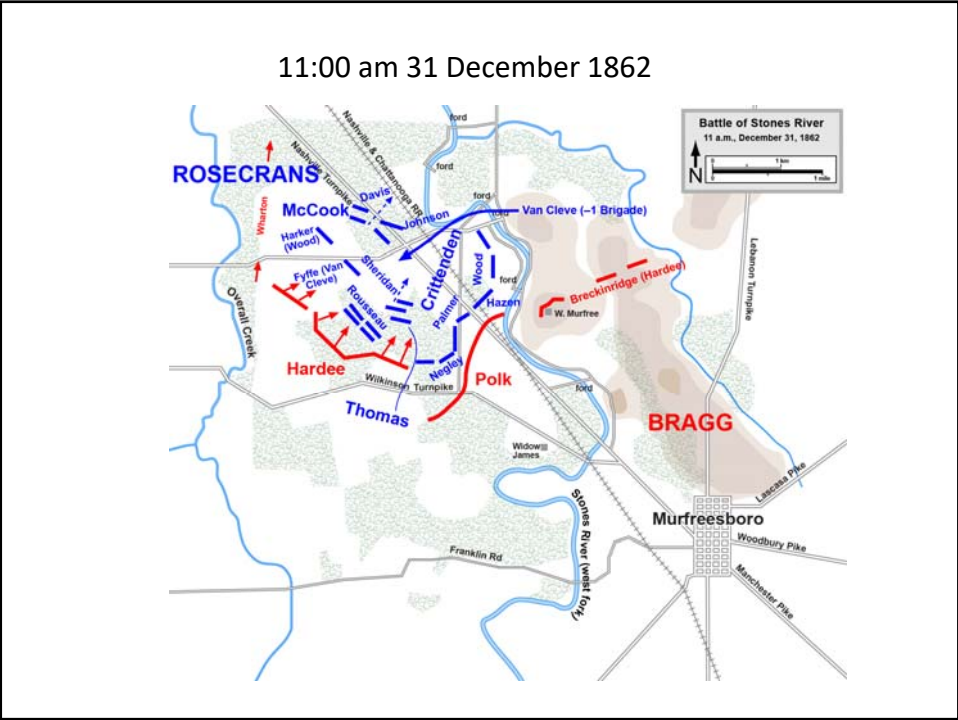 11:00 am 31 December 1862
Battle of Stones River
11 a.m., December 31, 1862
N
0 1 km
0 1 mile
ford
ford
ford
ford
ford
ford
Nashville & Chattanooga RR
Nashville Turnpike
ROSECRANS
Wharton
McCook
Davis
Johnson
Van Cleve (–1 Brigade)
Harker
(Wood)
Fyffe (Van
Cleve)
Sheridan
Rousseau
Crittenden
Wood
Palmer
Hazen
Negley
Breckinridge (Hardee)
W. Murfree
Lebanon Turnpike
Overall Creek
Hardee
Wilkinson Turnpike
Polk
Thomas
BRAGG
Widow
James
Stones River (west fork)
Murfreesboro
Lascasa Pike
Woodbury Pike
Manchester Pike
Franklin Rd